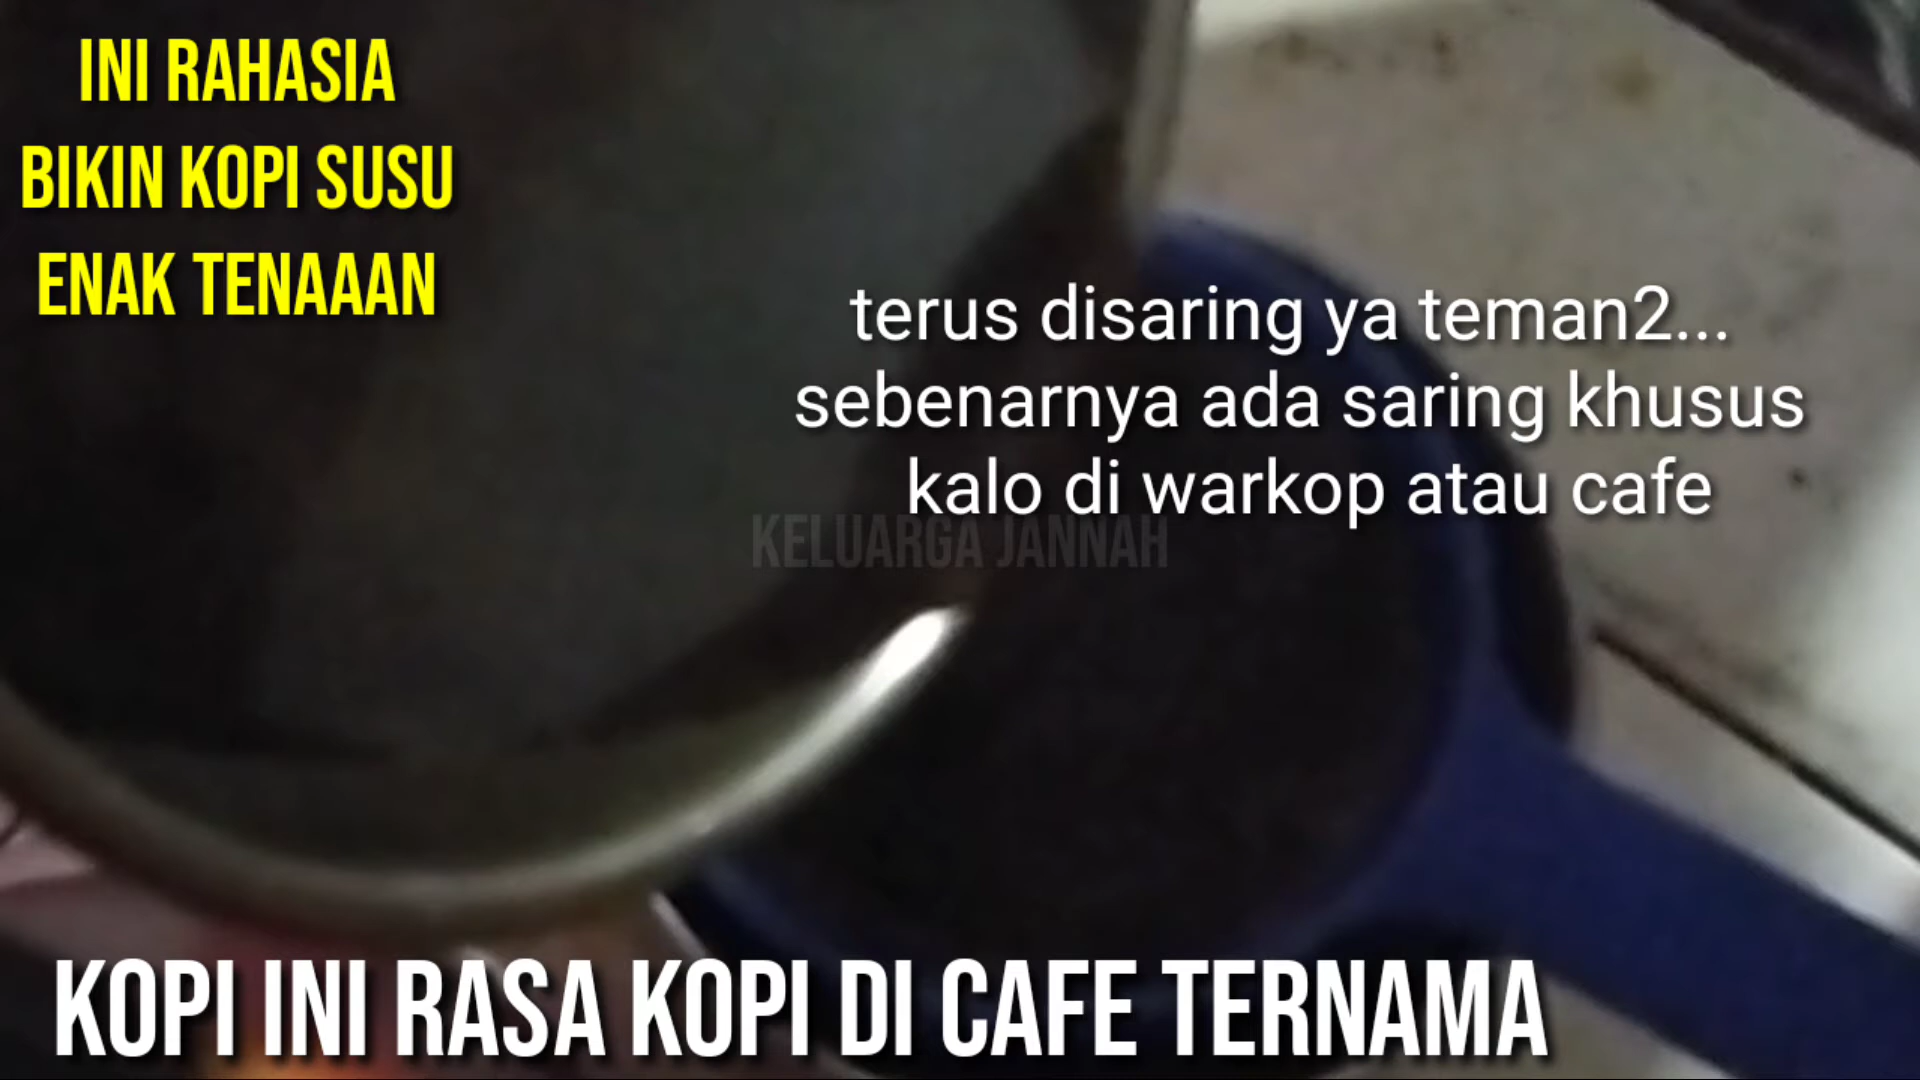 INI RAHASIA
BIKIN KOPI SUSU
ENAK TENAAAN
terus disaring ya teman2...
sebenarnya ada saring khusus
kalo di warkop atau cafe
KELUARGA JANNAH
KOPI INI RASA KOPI DI CAFE TERNAMA